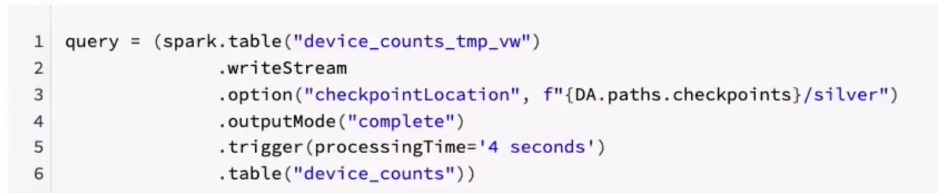 1 query = (spark.table("device_counts_tmp_vw")
2 .writeStream
3 .option("checkpointLocation", f"{DA.paths.checkpoints}/silver")
4 .outputMode("complete")
5 .trigger(processingTime='4 seconds')
6 .table("device_counts"))